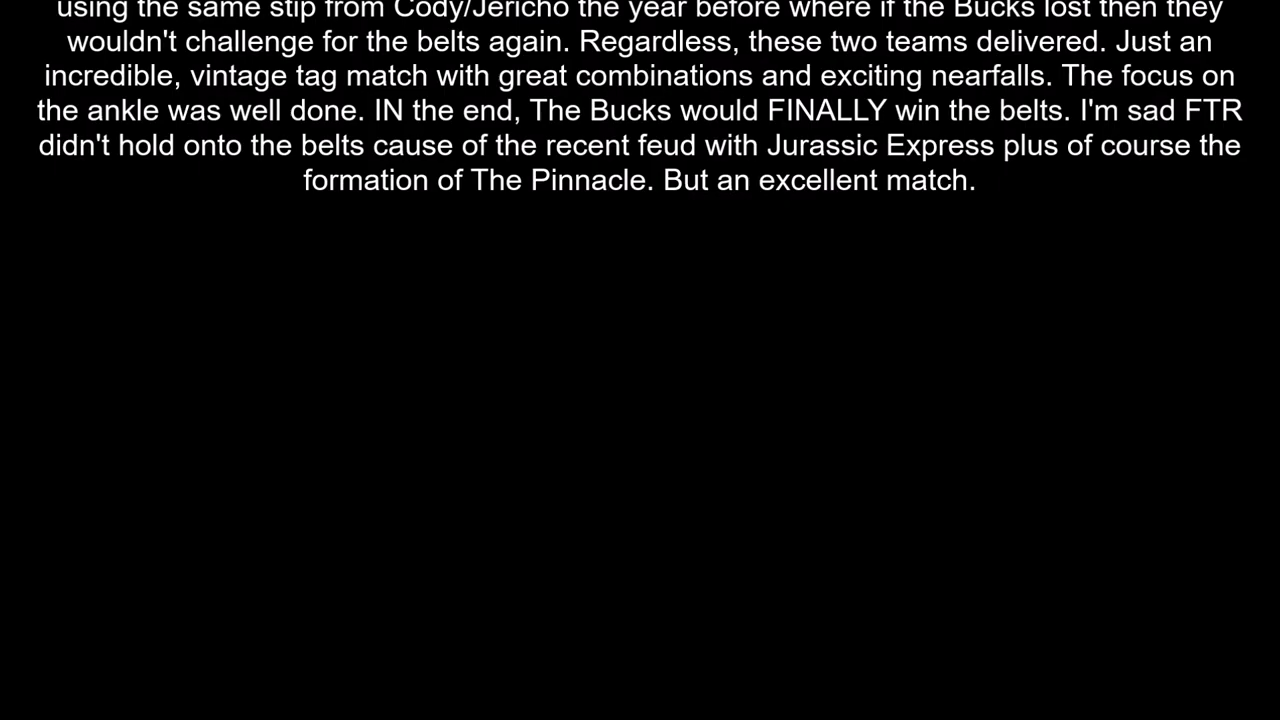 using the same stip from Cody/Jericho the year before where if the Bucks lost then they
wouldn't challenge for the belts again. Regardless, these two teams delivered. Just an
incredible, vintage tag match with great combinations and exciting nearfalls. The focus on
the ankle was well done. IN the end, The Bucks would FINALLY win the belts. I'm sad FTR
didn't hold onto the belts cause of the recent feud with Jurassic Express plus of course the
formation of The Pinnacle. But an excellent match.